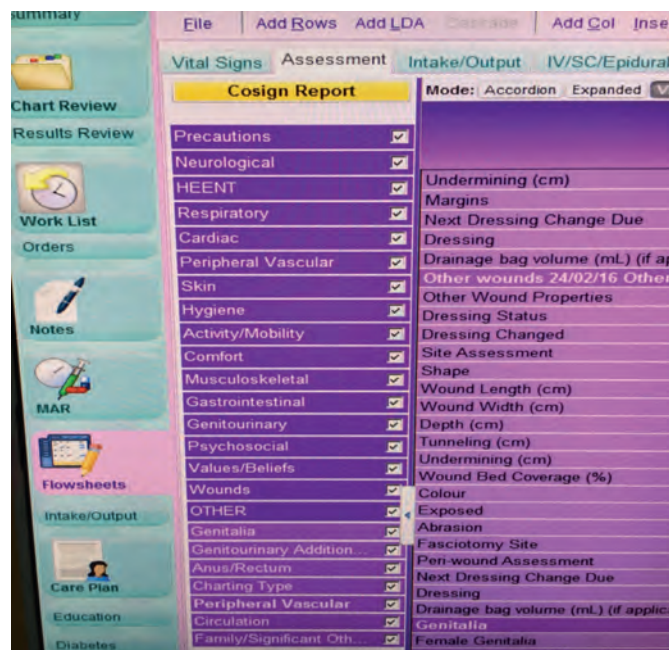 summary
File Add Rows Add LDA Cascade Add Col Inse
Vital Signs Assessment Intake/Output IV/SC/Epidural
Cosign Report
Mode: Accordion Expanded
Chart Review
Results Review
Work List
Orders
Notes
MAR
Flowsheets
Intake/Output
Care Plan
Education
Diabetes
Precautions
Neurological
HEENT
Respiratory
Cardiac
Peripheral Vascular
Skin
Hygiene
Activity/Mobility
Comfort
Musculoskeletal
Gastrointestinal
Genitourinary
Psychosocial
Values/Beliefs
Wounds
OTHER
Genitalia
Genitourinary Addition...
Anus/Rectum
Charting Type
Peripheral Vascular
Circulation
Family/Significant Oth...
Undermining (cm)
Margins
Next Dressing Change Due
Dressing
Drainage bag volume (mL) (if ap
Other wounds 24/02/16 Other
Other Wound Properties
Dressing Status
Dressing Changed
Site Assessment
Shape
Wound Length (cm)
Wound Width (cm)
Depth (cm)
Tunneling (cm)
Undermining (cm)
Wound Bed Coverage (%)
Colour
Exposed
Abrasion
Fasciotomy Site
Peri-wound Assessment
Next Dressing Change Due
Dressing
Drainage bag volume (mL) (if applic
Genitalia
Female Genitalia